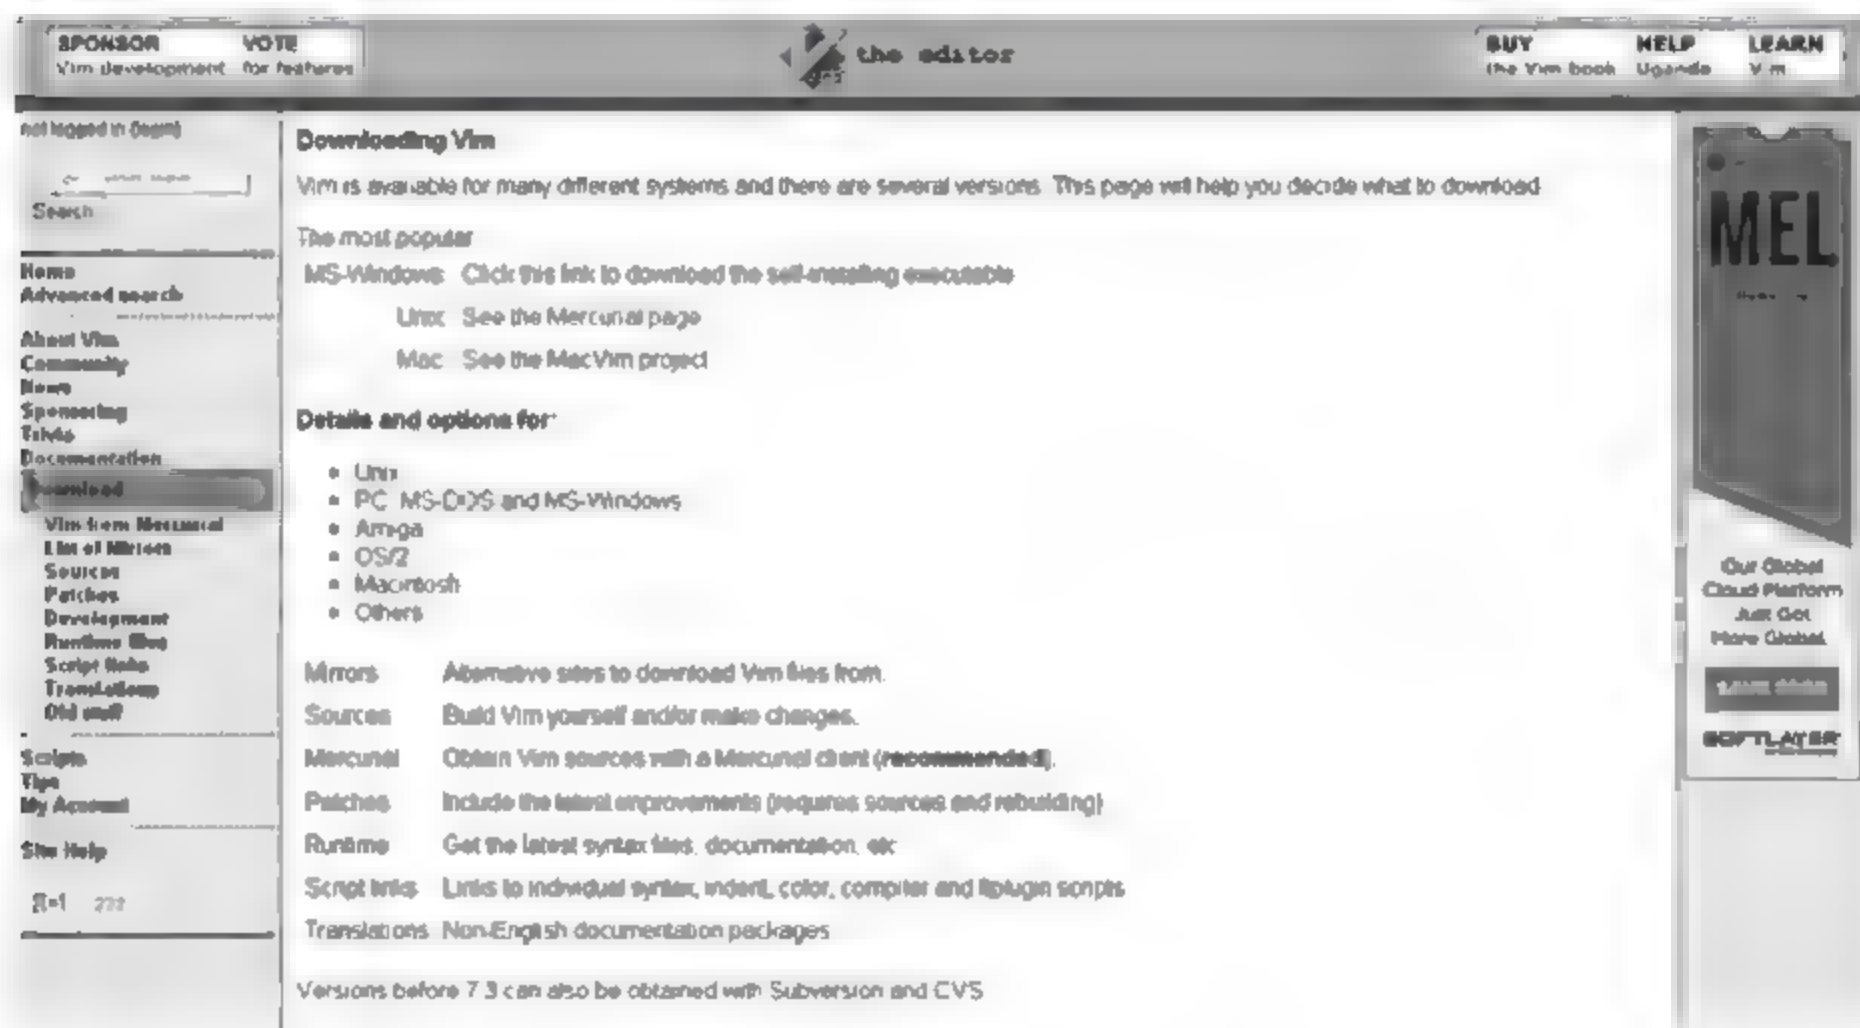 SPONSOR VOTE
Vim development for features
the editor
BUY HELP LEARN
the Vim book Uganda Vim
not logged in (login)
Search
Home
Advanced search
About Vim
Community
News
Sponsoring
Trivia
Documentation
Download
Vim from Mercurial
List of Mirrors
Sources
Patches
Development
Runtime files
Script links
Translations
Old stuff
Scripts
Tips
My Account
Site Help
Downloading Vim
Vim is available for many different systems and there are several versions. This page will help you decide what to download.
The most popular
MS-Windows Click this link to download the self-installing executable
Unix See the Mercurial page
Mac See the MacVim project
Details and options for:
Unix
PC MS-DOS and MS-Windows
Amiga
OS/2
Macintosh
Others
Mirrors Alternative sites to download Vim files from.
Sources Build Vim yourself and/or make changes.
Mercurial Obtain Vim sources with a Mercurial client (recommended).
Patches Include the latest improvements (requires sources and rebuilding)
Runtime Get the latest syntax files, documentation, etc
Script links Links to individual syntax, indent, color, compiler and ftplugin scripts
Translations Non-English documentation packages
Versions before 7.3 can also be obtained with Subversion and CVS
MEL
Our Global
Cloud Platform
Just Got
More Global.
SOFTLAYER